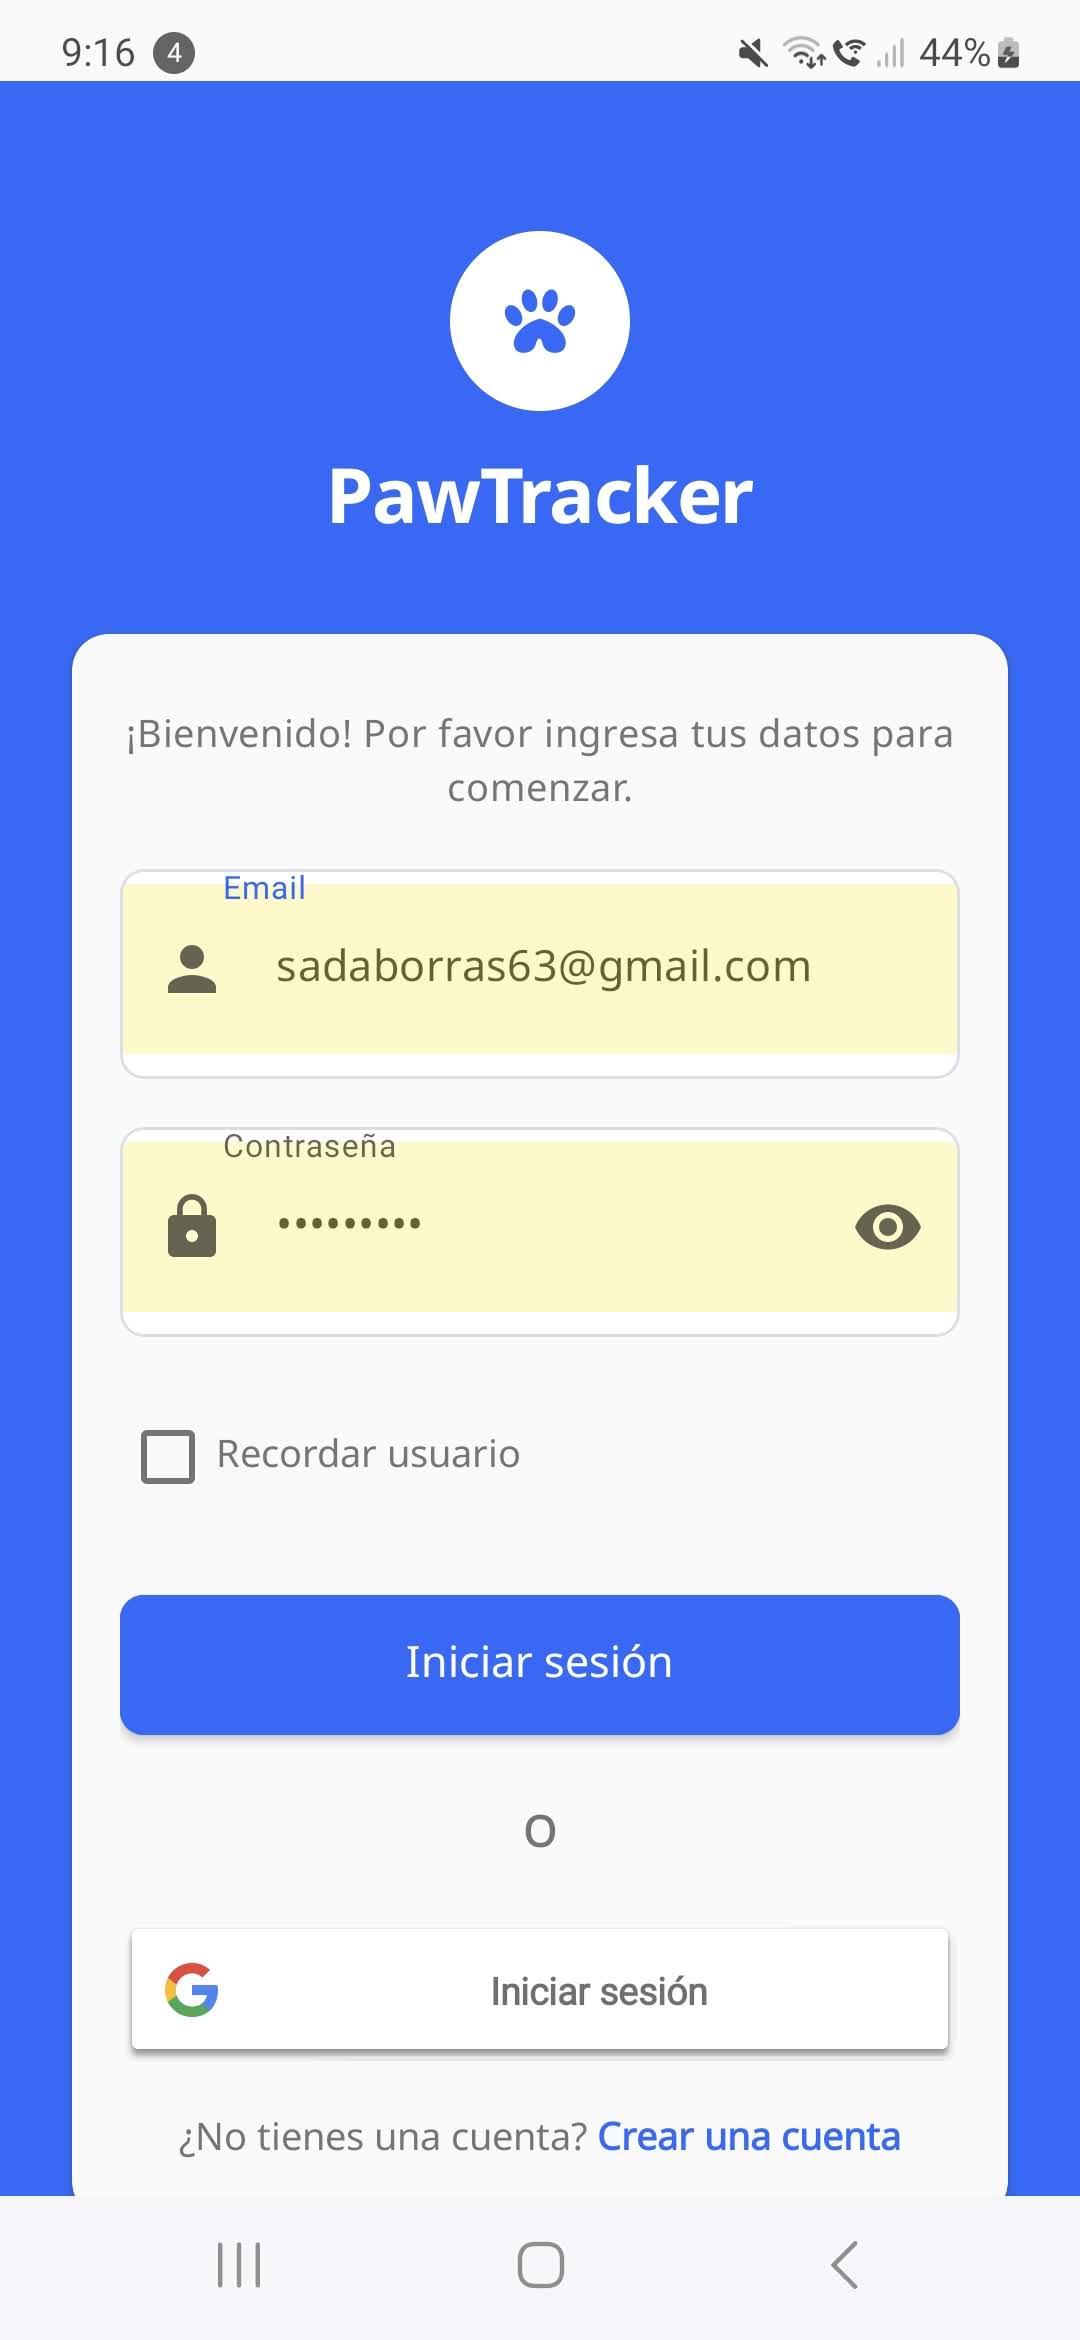 9:16 4 44%
PawTracker
¡Bienvenido! Por favor ingresa tus datos para
comenzar.
Email
sadaborras63@gmail.com
Contraseña
•••••••••
Recordar usuario
Iniciar sesión
O
Iniciar sesión
¿No tienes una cuenta? Crear una cuenta